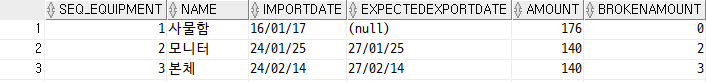 SEQ_EQUIPMENT NAME IMPORTDATE EXPECTEDEXPORTDATE AMOUNT BROKENAMOUNT
1 1 사물함 16/01/17 (null) 176 0
2 2 모니터 24/01/25 27/01/25 140 2
3 3 본체 24/02/14 27/02/14 140 3